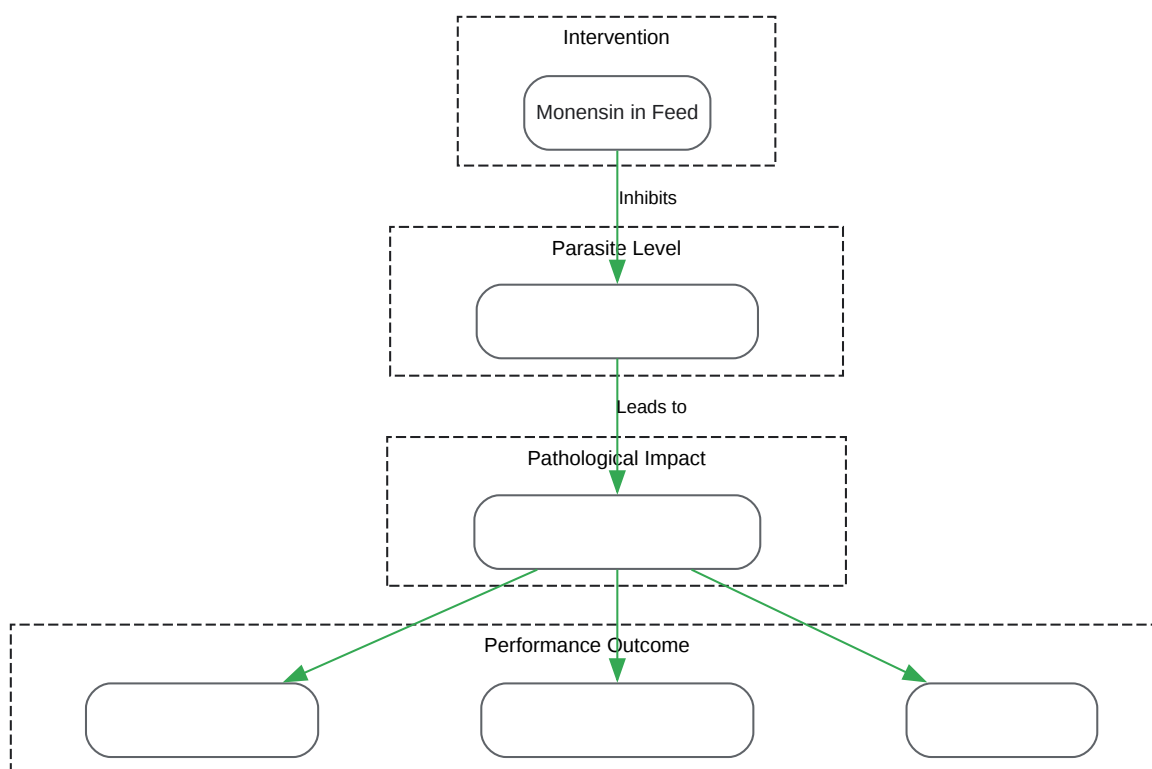 Intervention
Monensin in Feed
Inhibits
Parasite Level
Leads to
Pathological Impact
Performance Outcome